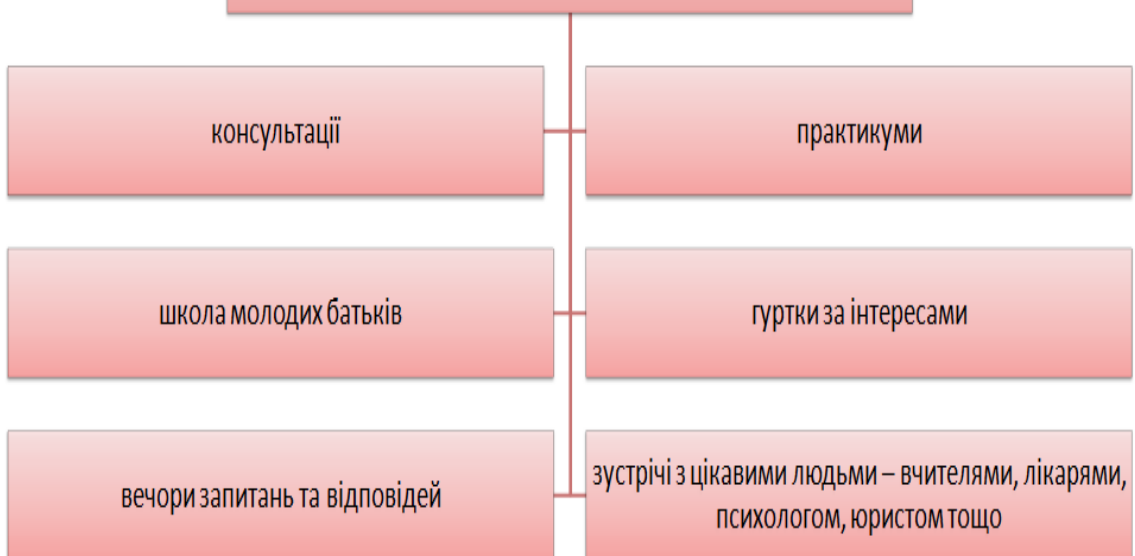 консультації
практикуми
школа молодих батьків
гуртки за інтересами
вечори запитань та відповідей
зустрічі з цікавими людьми – вчителями, лікарями,
психологом, юристом тощо